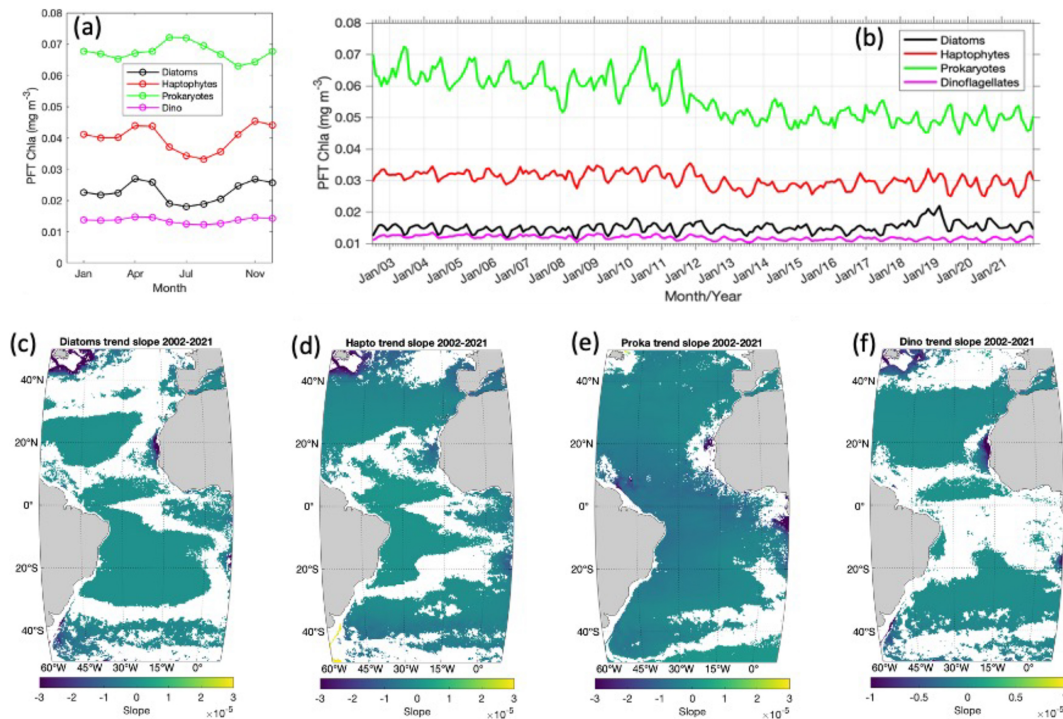 (a)
0.08
0.07
0.06
0.05
0.04
0.03
0.02
0.01
0
PFT Chla (mg m⁻³)
Diatoms
Haptophytes
Prokaryotes
Dino
Jan Apr Jul Nov
Month
(b)
0.08
0.07
0.06
0.05
0.04
0.03
0.02
0.01
PFT Chla (mg m⁻³)
Diatoms
Haptophytes
Prokaryotes
Dinoflagellates
Jan/03 Jan/04 Jan/05 Jan/06 Jan/07 Jan/08 Jan/09 Jan/10 Jan/11 Jan/12 Jan/13 Jan/14 Jan/15 Jan/16 Jan/17 Jan/18 Jan/19 Jan/20 Jan/21
Month/Year
(c)
Diatoms trend slope 2002-2021
40°N
20°N
0°
20°S
40°S
60°W 45°W 30°W 15°W 0°
-3 -2 -1 0 1 2 3
Slope ×10⁻⁵
(d)
Hapto trend slope 2002-2021
40°N
20°N
0°
20°S
40°S
60°W 45°W 30°W 15°W 0°
-3 -2 -1 0 1 2 3
Slope ×10⁻⁵
(e)
Proka trend slope 2002-2021
40°N
20°N
0°
20°S
40°S
60°W 45°W 30°W 15°W 0°
-3 -2 -1 0 1 2 3
Slope ×10⁻⁵
(f)
Dino trend slope 2002-2021
40°N
20°N
0°
20°S
40°S
60°W 45°W 30°W 15°W 0°
-1 -0.5 0 0.5
Slope ×10⁻⁵